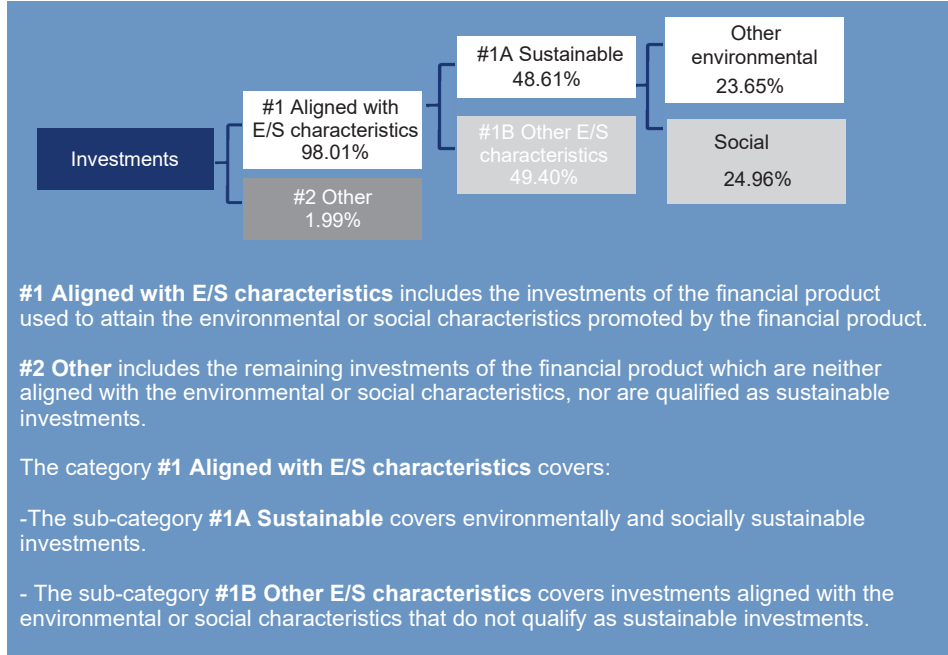 Investments
#1 Aligned with
E/S characteristics
98.01%
#2 Other
1.99%
#1A Sustainable
48.61%
#1B Other E/S
characteristics
49.40%
Other
environmental
23.65%
Social
24.96%
#1 Aligned with E/S characteristics includes the investments of the financial product
used to attain the environmental or social characteristics promoted by the financial product.
#2 Other includes the remaining investments of the financial product which are neither
aligned with the environmental or social characteristics, nor are qualified as sustainable
investments.
The category #1 Aligned with E/S characteristics covers:
-The sub-category #1A Sustainable covers environmentally and socially sustainable
investments.
- The sub-category #1B Other E/S characteristics covers investments aligned with the
environmental or social characteristics that do not qualify as sustainable investments.